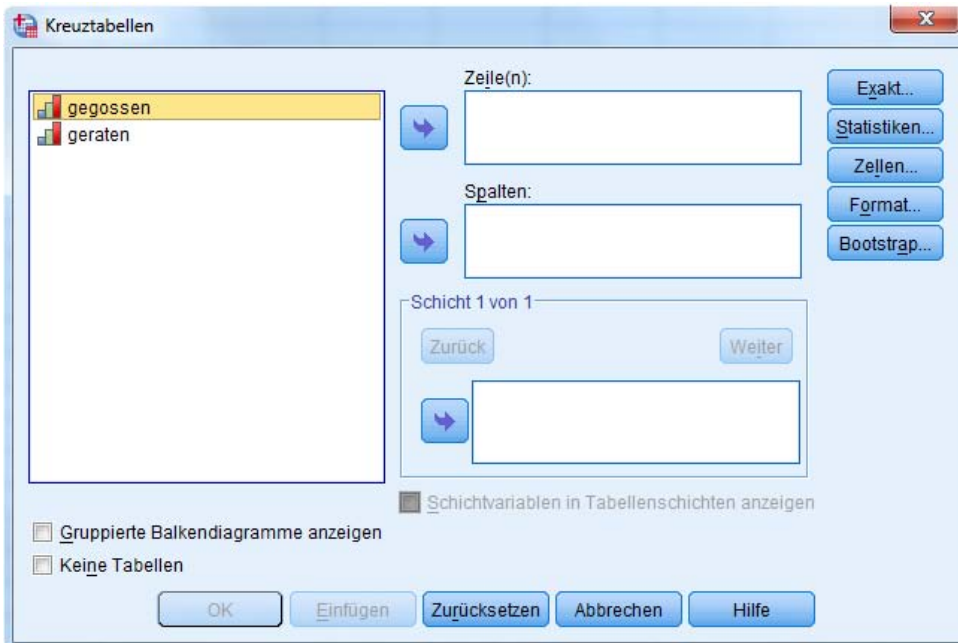 Kreuztabellen
gegossen
geraten
Zeile(n):
Spalten:
Schicht 1 von 1
Zurück
Weiter
Schichtvariablen in Tabellenschichten anzeigen
Exakt...
Statistiken...
Zellen...
Format...
Bootstrap...
Gruppierte Balkendiagramme anzeigen
Keine Tabellen
OK
Einfügen
Zurücksetzen
Abbrechen
Hilfe